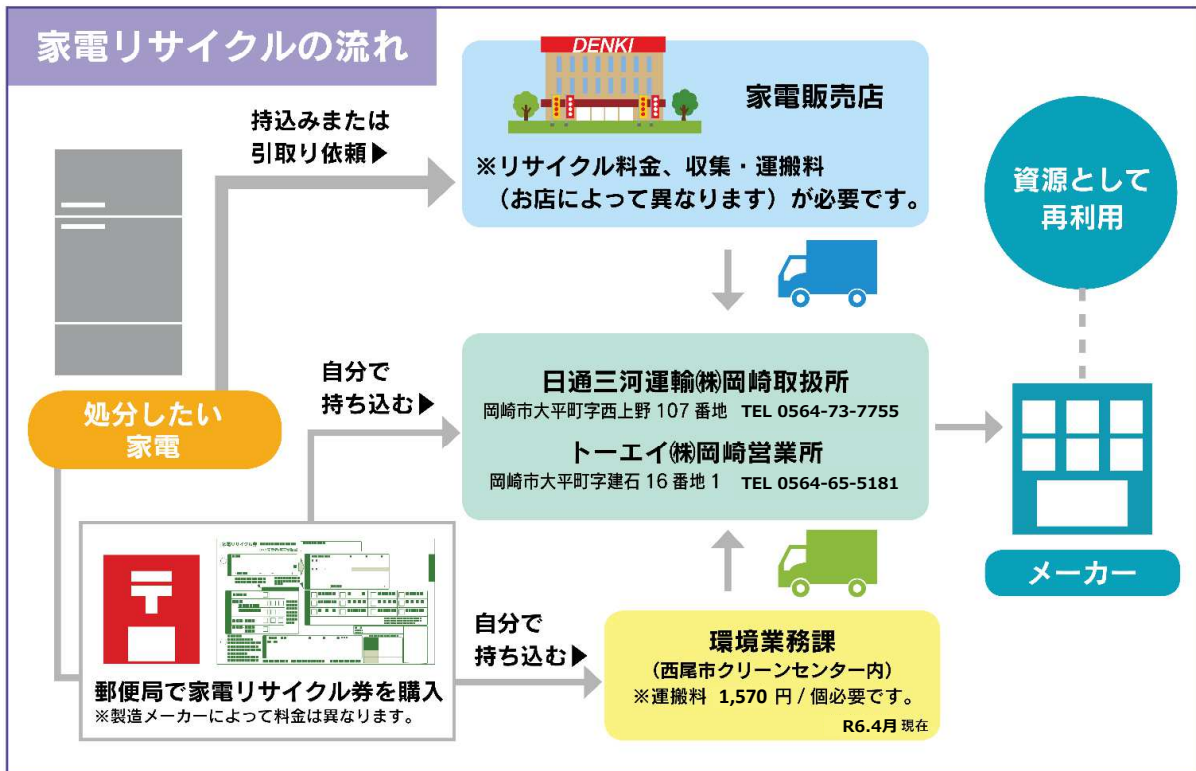 家電リサイクルの流れ
DENKI
家電販売店
持込みまたは
引取り依頼▶
※リサイクル料金、収集・運搬料
（お店によって異なります）が必要です。
資源として
再利用
処分したい
家電
自分で
持ち込む▶
日通三河運輸㈱岡崎取扱所
岡崎市大平町字西上野 107 番地 TEL 0564-73-7755
トーエイ㈱岡崎営業所
岡崎市大平町字建石 16 番地 1 TEL 0564-65-5181
メーカー
郵便局で家電リサイクル券を購入
※製造メーカーによって料金は異なります。
自分で
持ち込む▶
環境業務課
（西尾市クリーンセンター内）
※運搬料 1,570 円 / 個必要です。
R6.4月 現在